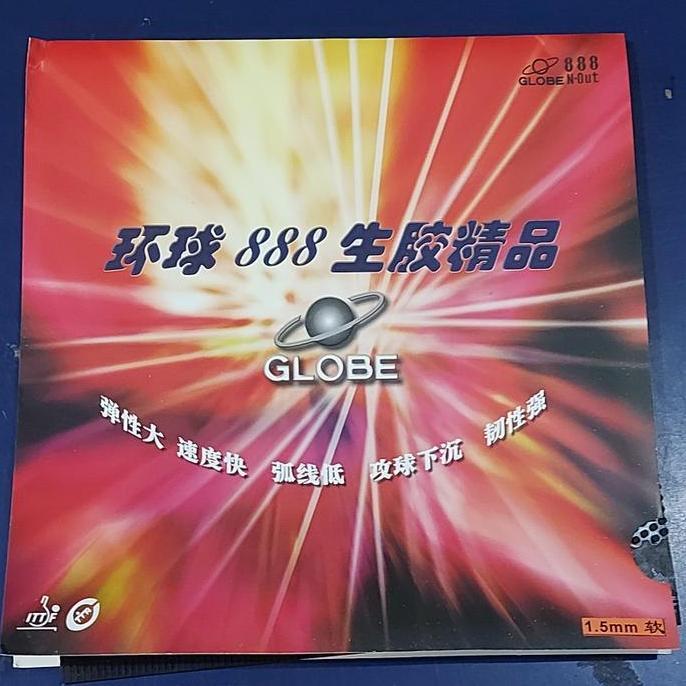 888
GLOBE N-Out
环球 888 生胶精品
GLOBE
弹性大 速度快 弧线低 攻球下沉 韧性强
ITTF
1.5mm 软